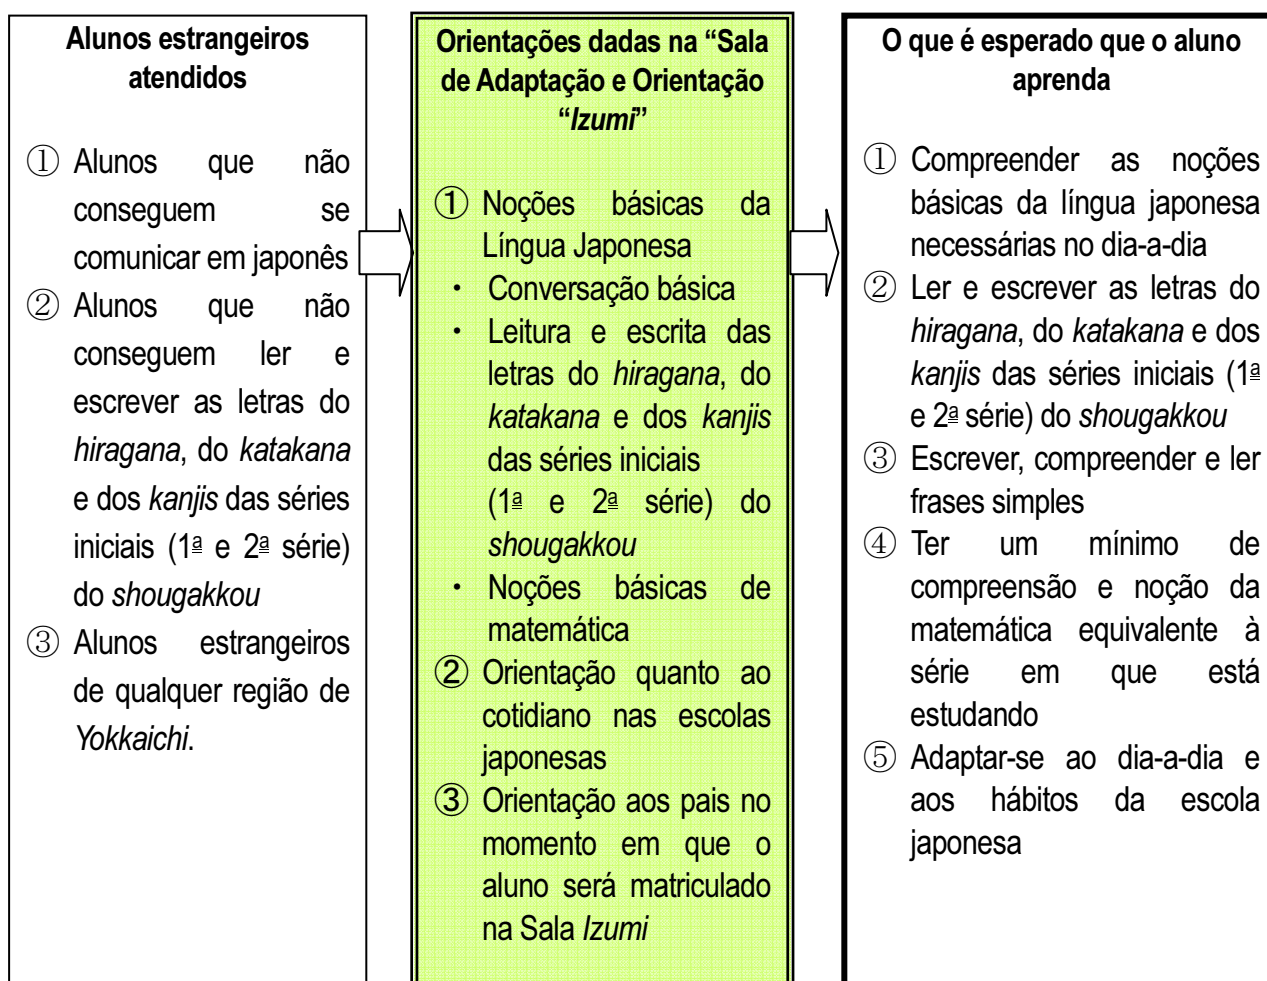 Alunos estrangeiros
atendidos
① Alunos que não
conseguem se
comunicar em japonês
② Alunos que não
conseguem ler e
escrever as letras do
hiragana, do katakana
e dos kanjis das séries
iniciais (1ª e 2ª série)
do shougakkou
③ Alunos estrangeiros
de qualquer região de
Yokkaichi.
Orientações dadas na “Sala
de Adaptação e Orientação
“Izumi”
① Noções básicas da
Língua Japonesa
・ Conversação básica
・ Leitura e escrita das
letras do hiragana, do
katakana e dos kanjis
das séries iniciais
(1ª e 2ª série) do
shougakkou
・ Noções básicas de
matemática
② Orientação quanto ao
cotidiano nas escolas
japonesas
③ Orientação aos pais no
momento em que o
aluno será matriculado
na Sala Izumi
O que é esperado que o aluno
aprenda
① Compreender as noções
básicas da língua japonesa
necessárias no dia-a-dia
② Ler e escrever as letras do
hiragana, do katakana e dos
kanjis das séries iniciais (1ª
e 2ª série) do shougakkou
③ Escrever, compreender e ler
frases simples
④ Ter um mínimo de
compreensão e noção da
matemática equivalente à
série em que está
estudando
⑤ Adaptar-se ao dia-a-dia e
aos hábitos da escola
japonesa